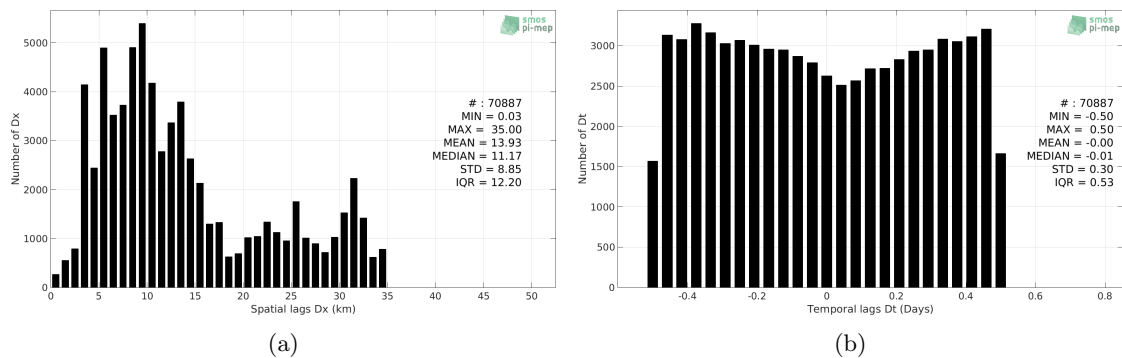 smos
pi-mep
5000
4000
3000
2000
1000
0
Number of Dx
# : 70887
MIN = 0.03
MAX = 35.00
MEAN = 13.93
MEDIAN = 11.17
STD = 8.85
IQR = 12.20
0 5 10 15 20 25 30 35 40 45 50
Spatial lags Dx (km)
(a)
smos
pi-mep
3000
2500
2000
1500
1000
500
0
Number of Dt
# : 70887
MIN = -0.50
MAX = 0.50
MEAN = -0.00
MEDIAN = -0.01
STD = 0.30
IQR = 0.53
-0.4 -0.2 0 0.2 0.4 0.6 0.8
Temporal lags Dt (Days)
(b)